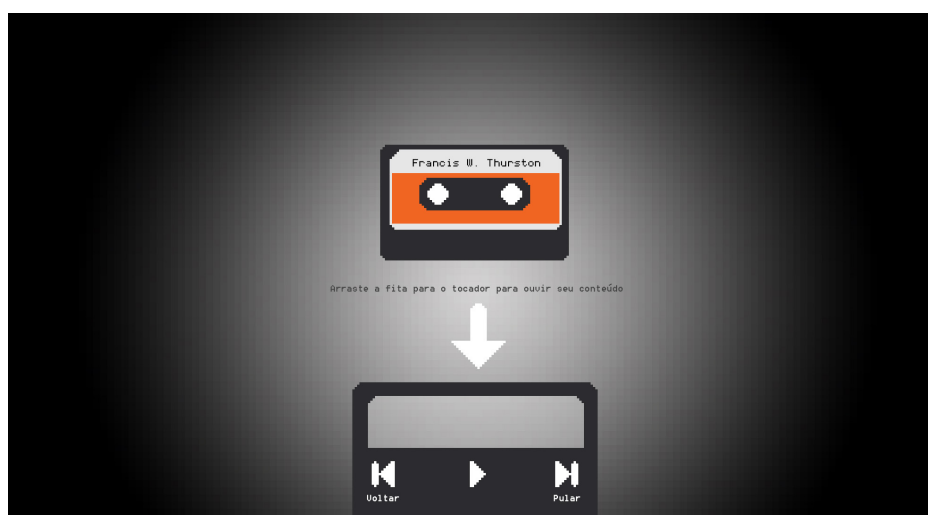 Francis W. Thurston
Arraste a fita para o tocador para ouvir seu conteúdo
Voltar
Pular